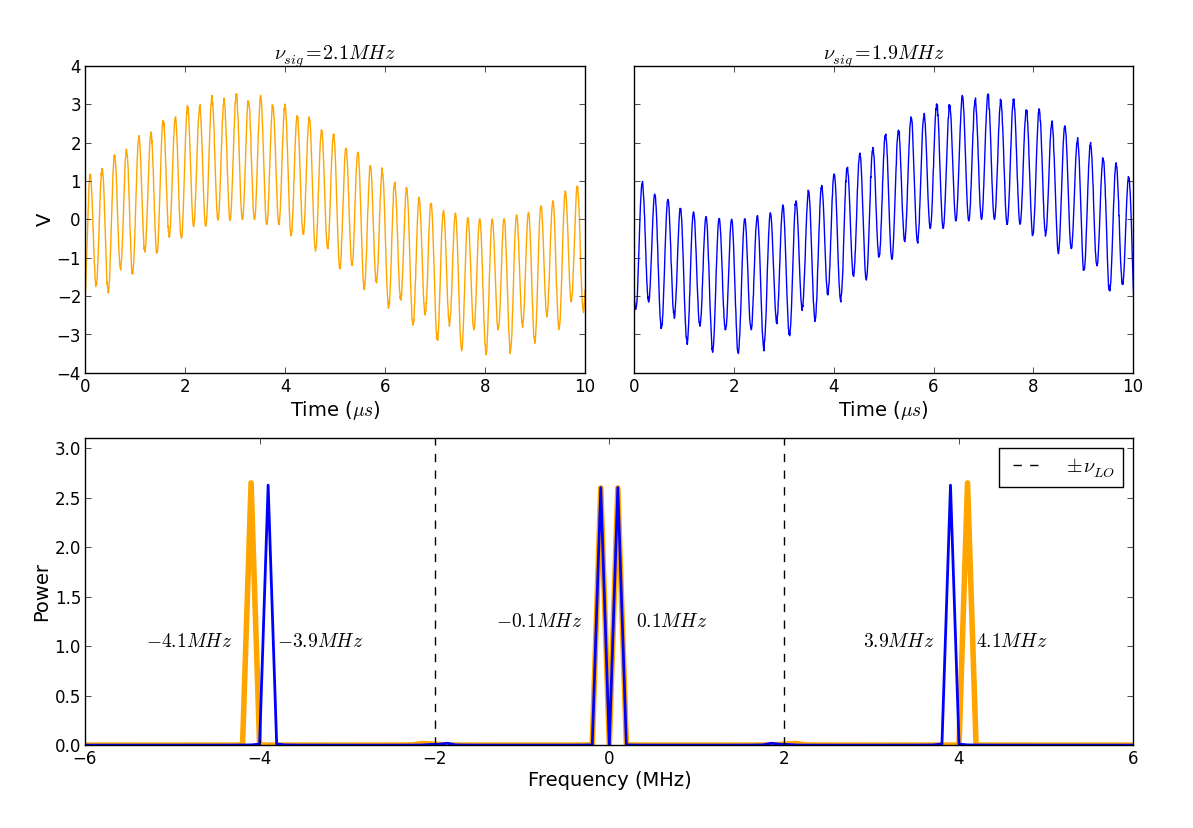 ν_sig=2.1MHz
ν_sig=1.9MHz
4
3
2
1
0
−1
−2
−3
−4
V
0 2 4 6 8 10
0 2 4 6 8 10
Time (μs)
Time (μs)
3.0
2.5
2.0
1.5
1.0
0.5
0.0
Power
±ν_LO
−0.1MHz
0.1MHz
−4.1MHz
−3.9MHz
3.9MHz
4.1MHz
−6 −4 −2 0 2 4 6
Frequency (MHz)